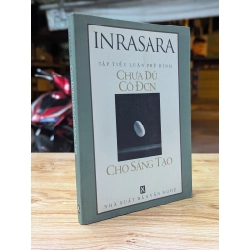 INRASARA
TẬP TIỂU LUẬN PHÊ BÌNH
CHƯA ĐỦ
CÔ ĐƠN
CHO SÁNG TẠO
NHÀ XUẤT BẢN VĂN NGHỆ